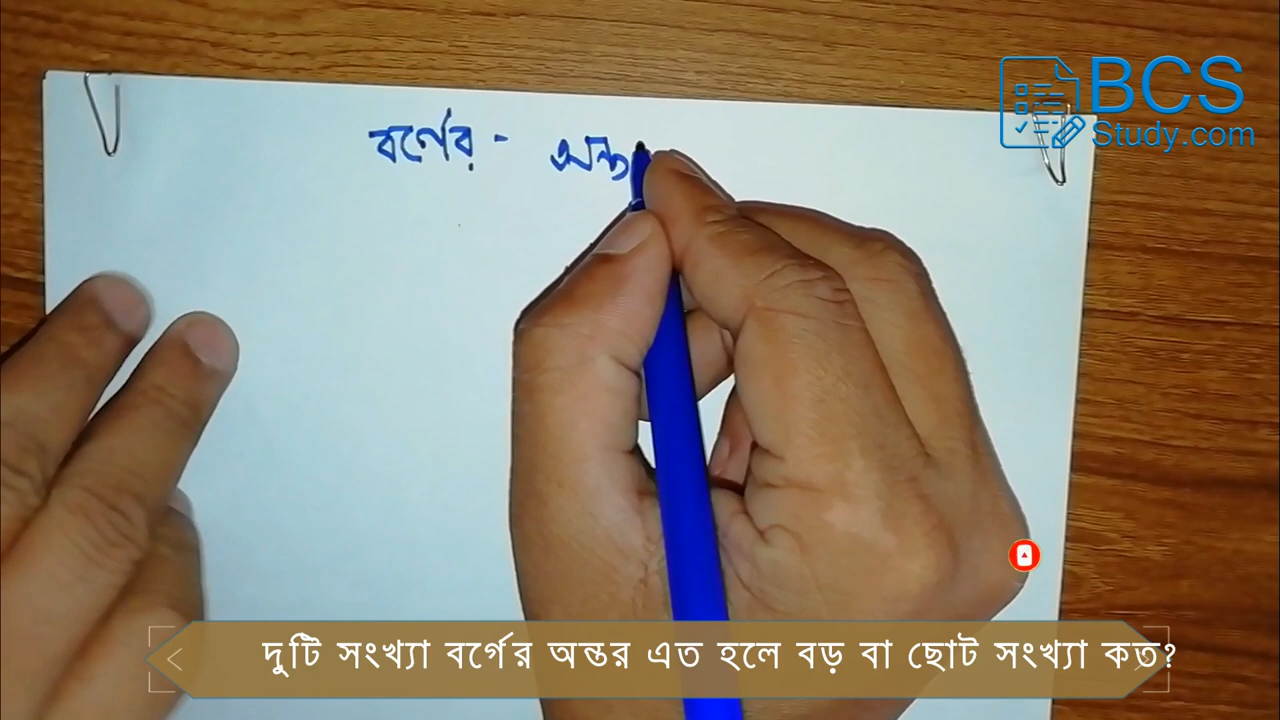 BCS
Study.com
বর্গের - অন্ত
দুটি সংখ্যা বর্গের অন্তর এত হলে বড় বা ছোট সংখ্যা কত?